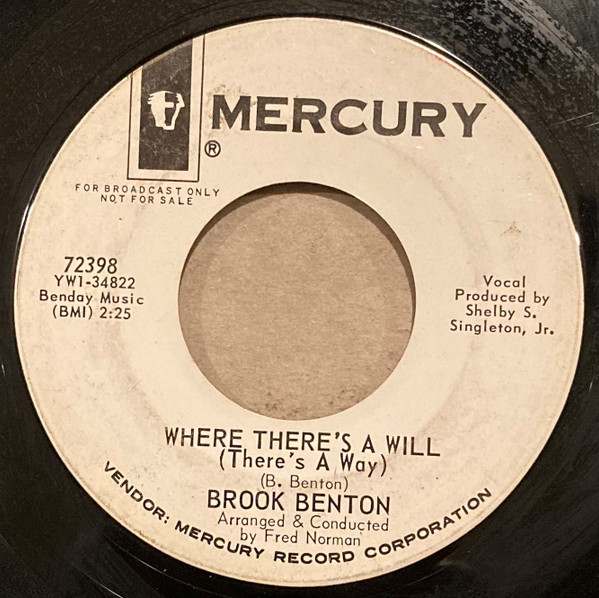 MERCURY
®
FOR BROADCAST ONLY
NOT FOR SALE
72398
YW1-34822
Benday Music
(BMI) 2:25
Vocal
Produced by
Shelby S.
Singleton, Jr.
WHERE THERE'S A WILL
(There's A Way)
(B. Benton)
BROOK BENTON
Arranged & Conducted
by Fred Norman
VENDOR: MERCURY RECORD CORPORATION